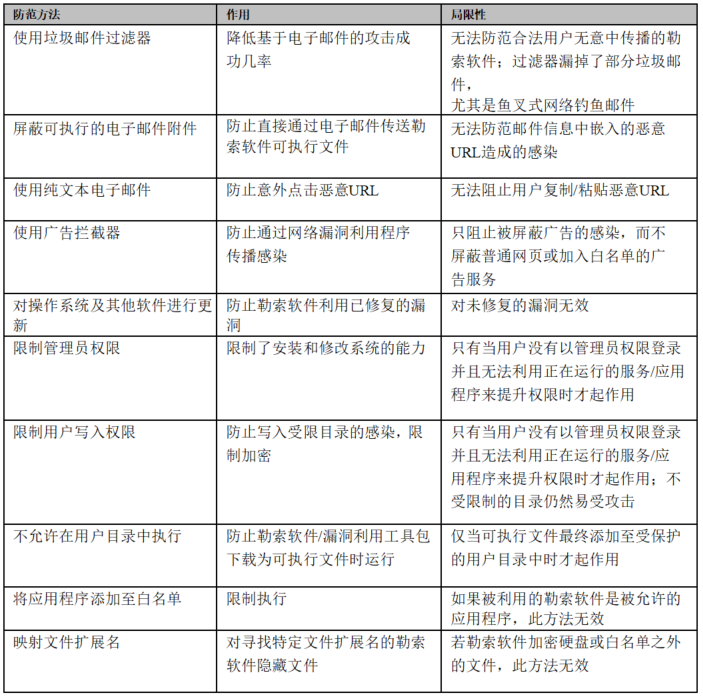 防范方法
作用
局限性
使用垃圾邮件过滤器
降低基于电子邮件的攻击成
功几率
无法防范合法用户无意中传播的勒
索软件；过滤器漏掉了部分垃圾邮
件，
尤其是鱼叉式网络钓鱼邮件
屏蔽可执行的电子邮件附件
防止直接通过电子邮件传送勒
索软件可执行文件
无法防范邮件信息中嵌入的恶意
URL造成的感染
使用纯文本电子邮件
防止意外点击恶意URL
无法阻止用户复制/粘贴恶意URL
使用广告拦截器
防止通过网络漏洞利用程序
传播感染
只阻止被屏蔽广告的感染，而不
屏蔽普通网页或加入白名单的广
告服务
对操作系统及其他软件进行更
新
防止勒索软件利用已修复的漏
洞
对未修复的漏洞无效
限制管理员权限
限制了安装和修改系统的能力
只有当用户没有以管理员权限登录
并且无法利用正在运行的服务/应用
程序来提升权限时才起作用
限制用户写入权限
防止写入受限目录的感染，限
制加密
只有当用户没有以管理员权限登录
并且无法利用正在运行的服务/应
用程序来提升权限时才起作用；不
受限制的目录仍然易受攻击
不允许在用户目录中执行
防止勒索软件/漏洞利用工具包
下载为可执行文件时运行
仅当可执行文件最终添加至受保护
的用户目录中时才起作用
将应用程序添加至白名单
限制执行
如果被利用的勒索软件是被允许的
应用程序，此方法无效
映射文件扩展名
对寻找特定文件扩展名的勒索
软件隐藏文件
若勒索软件加密硬盘或白名单之外
的文件，此方法无效